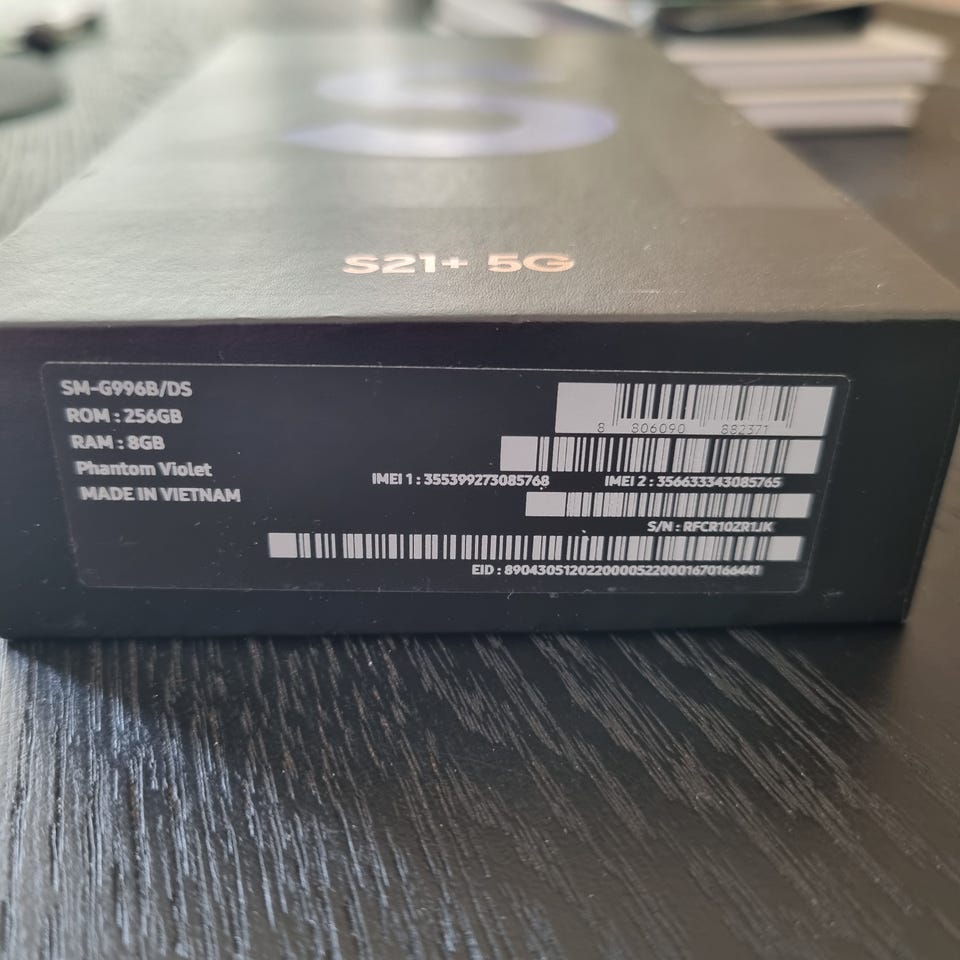 S
S21+ 5G
SM-G996B/DS
ROM : 256GB
RAM : 8GB
Phantom Violet
MADE IN VIETNAM
8 806090 882371
IMEI 1 : 355399273085768 IMEI 2 : 356633343085765
S/N : RFCR10ZR1JK
EID : 89043051202200005220001670166441